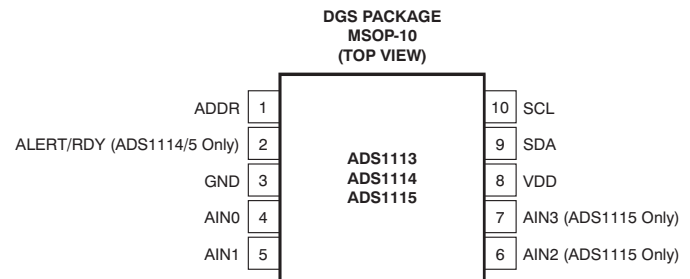 DGS PACKAGE
MSOP-10
(TOP VIEW)
ADDR 1 10 SCL
ALERT/RDY (ADS1114/5 Only) 2 9 SDA
ADS1113
GND 3 ADS1114 8 VDD
ADS1115
AIN0 4 7 AIN3 (ADS1115 Only)
AIN1 5 6 AIN2 (ADS1115 Only)